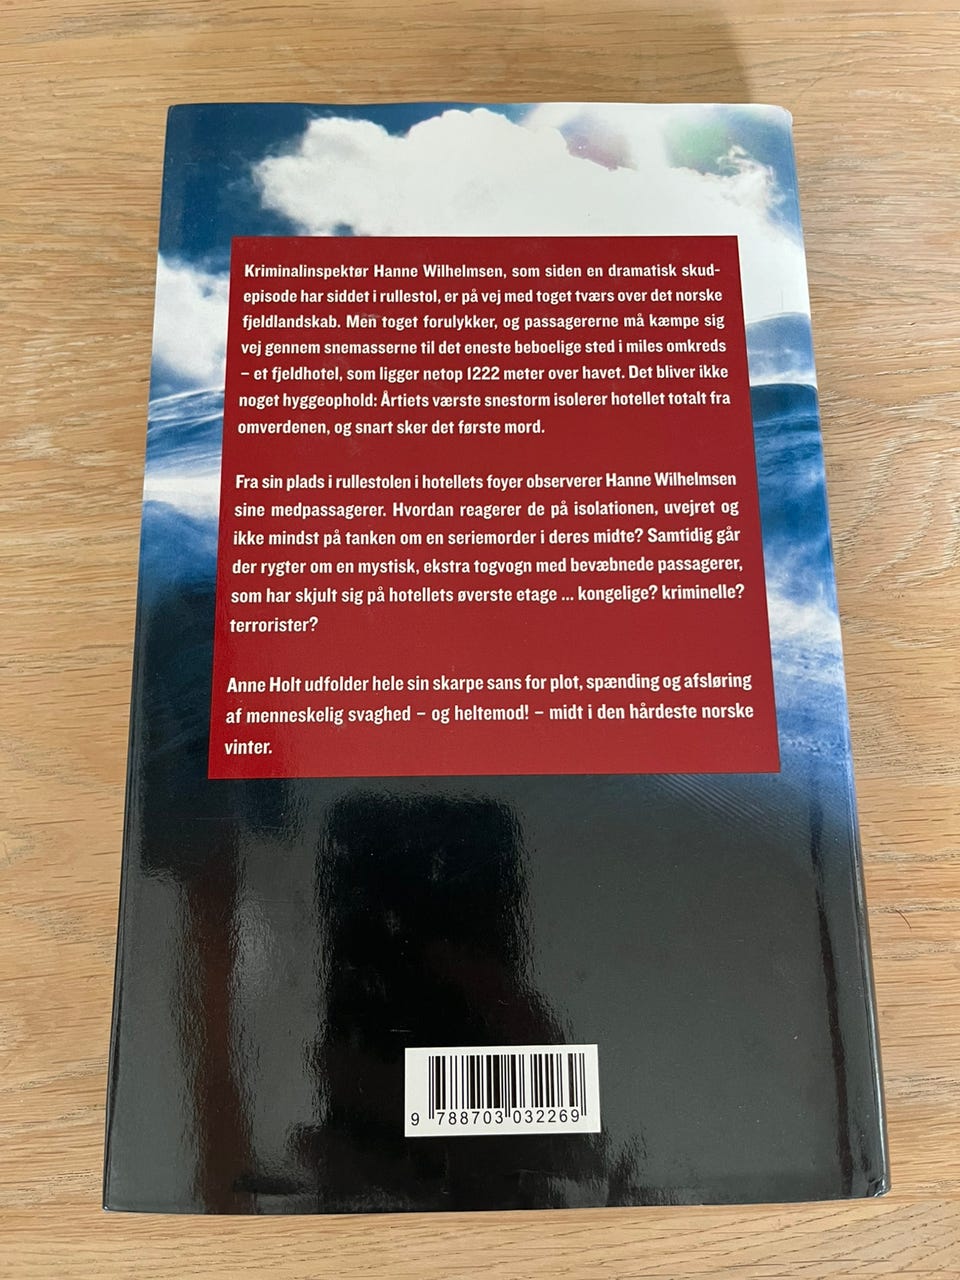 Kriminalinspektør Hanne Wilhelmsen, som siden en dramatisk skud-
episode har siddet i rullestol, er på vej med toget tværs over det norske
fjeldlandskab. Men toget forulykker, og passagererne må kæmpe sig
vej gennem snemasserne til det eneste beboelige sted i miles omkreds
– et fjeldhotel, som ligger netop 1222 meter over havet. Det bliver ikke
noget hyggeophold: Årtiets værste snestorm isolerer hotellet totalt fra
omverdenen, og snart sker det første mord.
Fra sin plads i rullestolen i hotellets foyer observerer Hanne Wilhelmsen
sine medpassagerer. Hvordan reagerer de på isolationen, uvejret og
ikke mindst på tanken om en seriemorder i deres midte? Samtidig går
der rygter om en mystisk, ekstra togvogn med bevæbnede passagerer,
som har skjult sig på hotellets øverste etage ... kongelige? kriminelle?
terrorister?
Anne Holt udfolder hele sin skarpe sans for plot, spænding og afsløring
af menneskelig svaghed – og heltemod! – midt i den hårdeste norske
vinter.
9 788703 032269